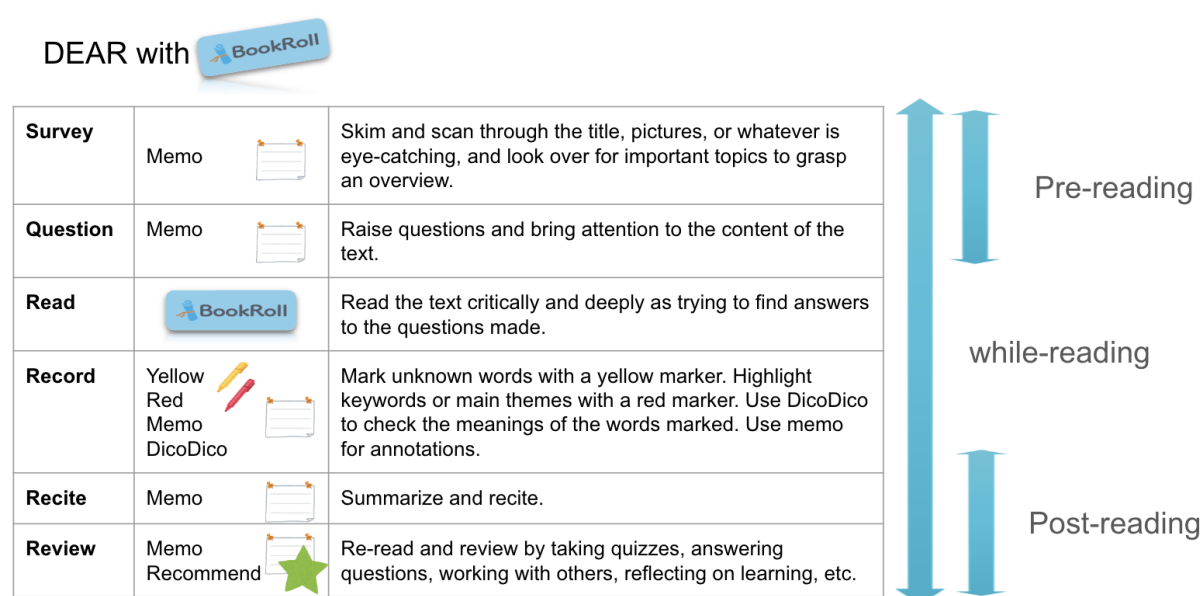 DEAR with BookRoll
Survey
Memo
Skim and scan through the title, pictures, or whatever is
eye-catching, and look over for important topics to grasp
an overview.
Pre-reading
Question
Memo
Raise questions and bring attention to the content of the
text.
Read
BookRoll
Read the text critically and deeply as trying to find answers
to the questions made.
while-reading
Record
Yellow
Red
Memo
DicoDico
Mark unknown words with a yellow marker. Highlight
keywords or main themes with a red marker. Use DicoDico
to check the meanings of the words marked. Use memo
for annotations.
Recite
Memo
Summarize and recite.
Post-reading
Review
Memo
Recommend
Re-read and review by taking quizzes, answering
questions, working with others, reflecting on learning, etc.